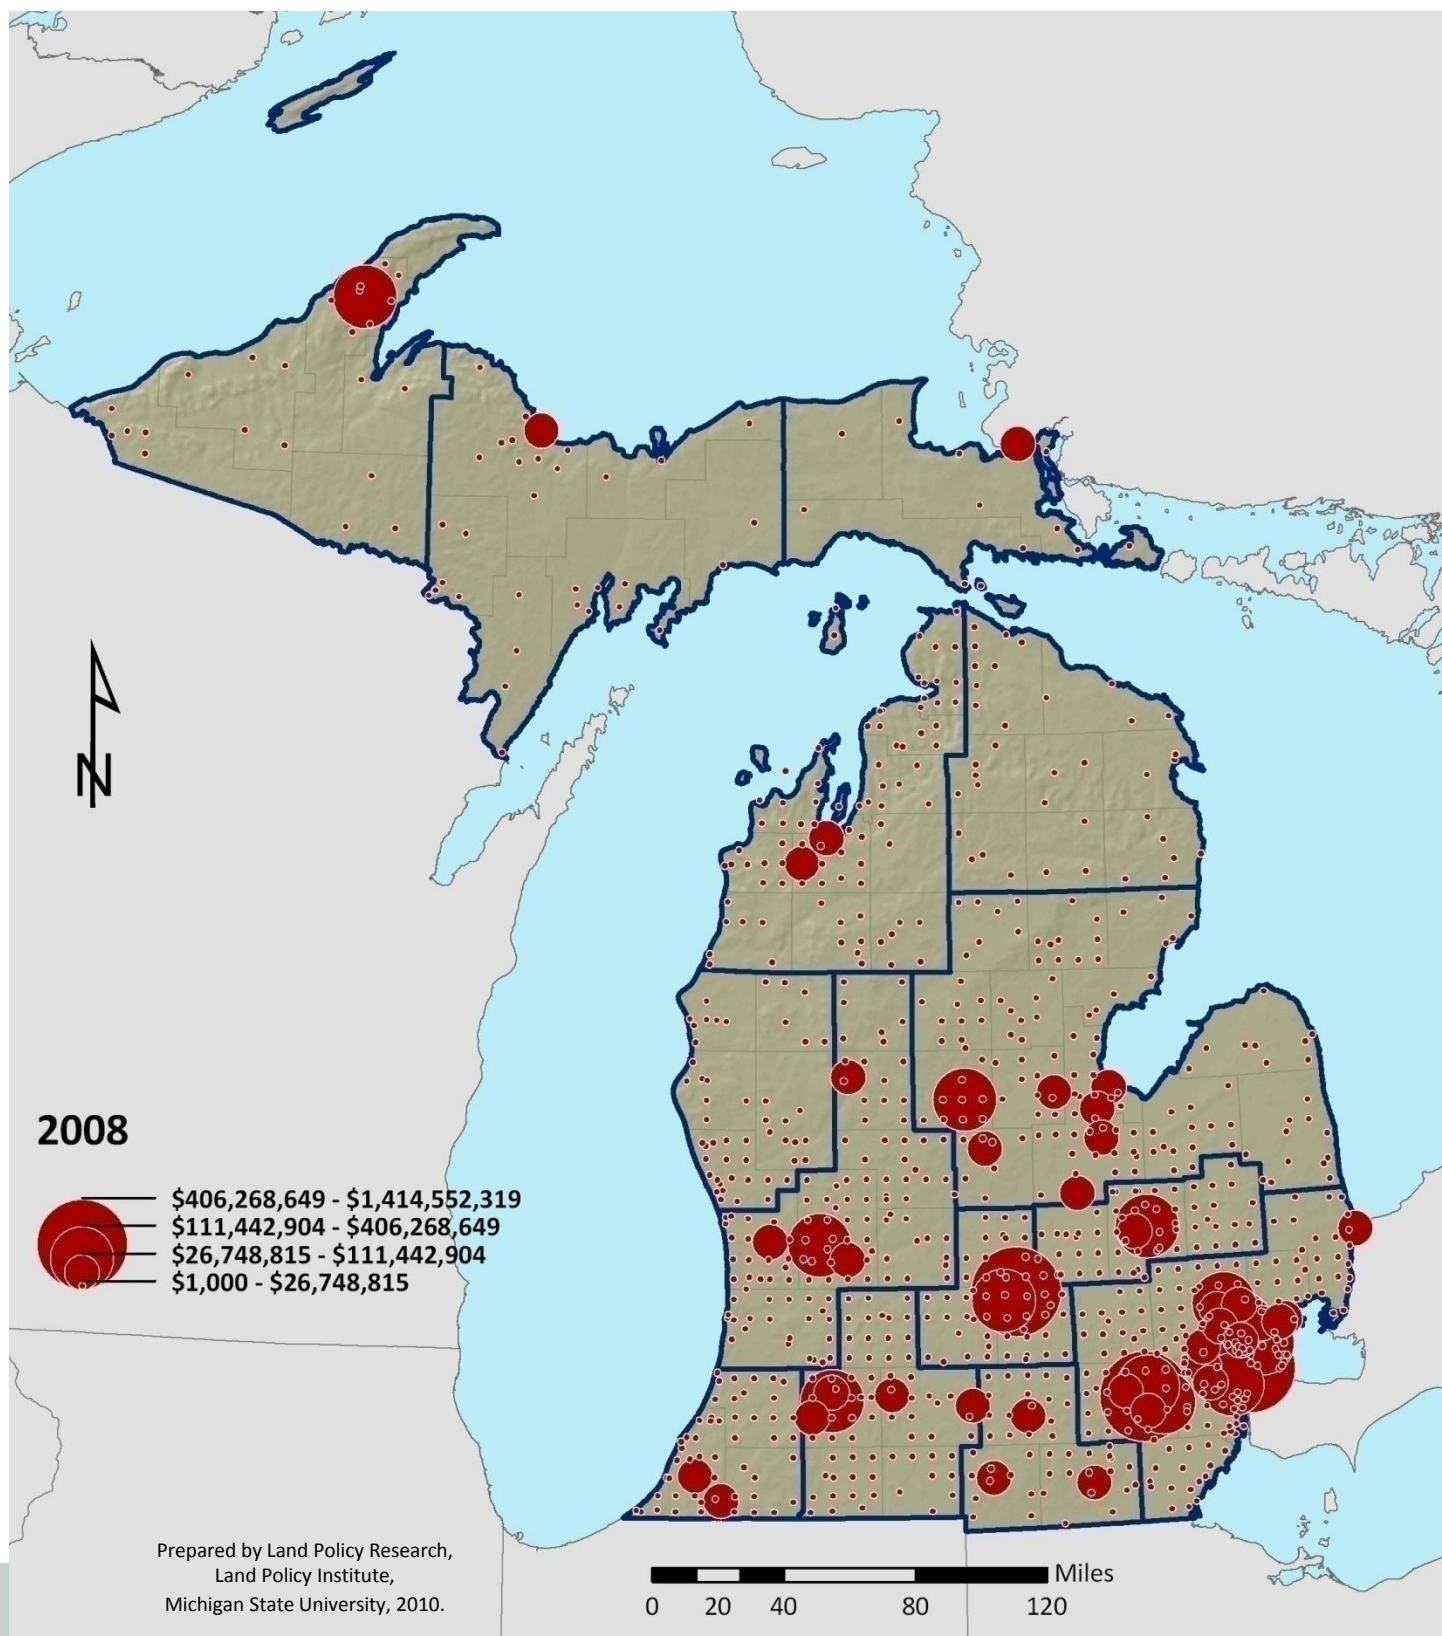 N
2008
$406,268,649 - $1,414,552,319
$111,442,904 - $406,268,649
$26,748,815 - $111,442,904
$1,000 - $26,748,815
Prepared by Land Policy Research,
Land Policy Institute,
Michigan State University, 2010.
Miles
0 20 40 80 120